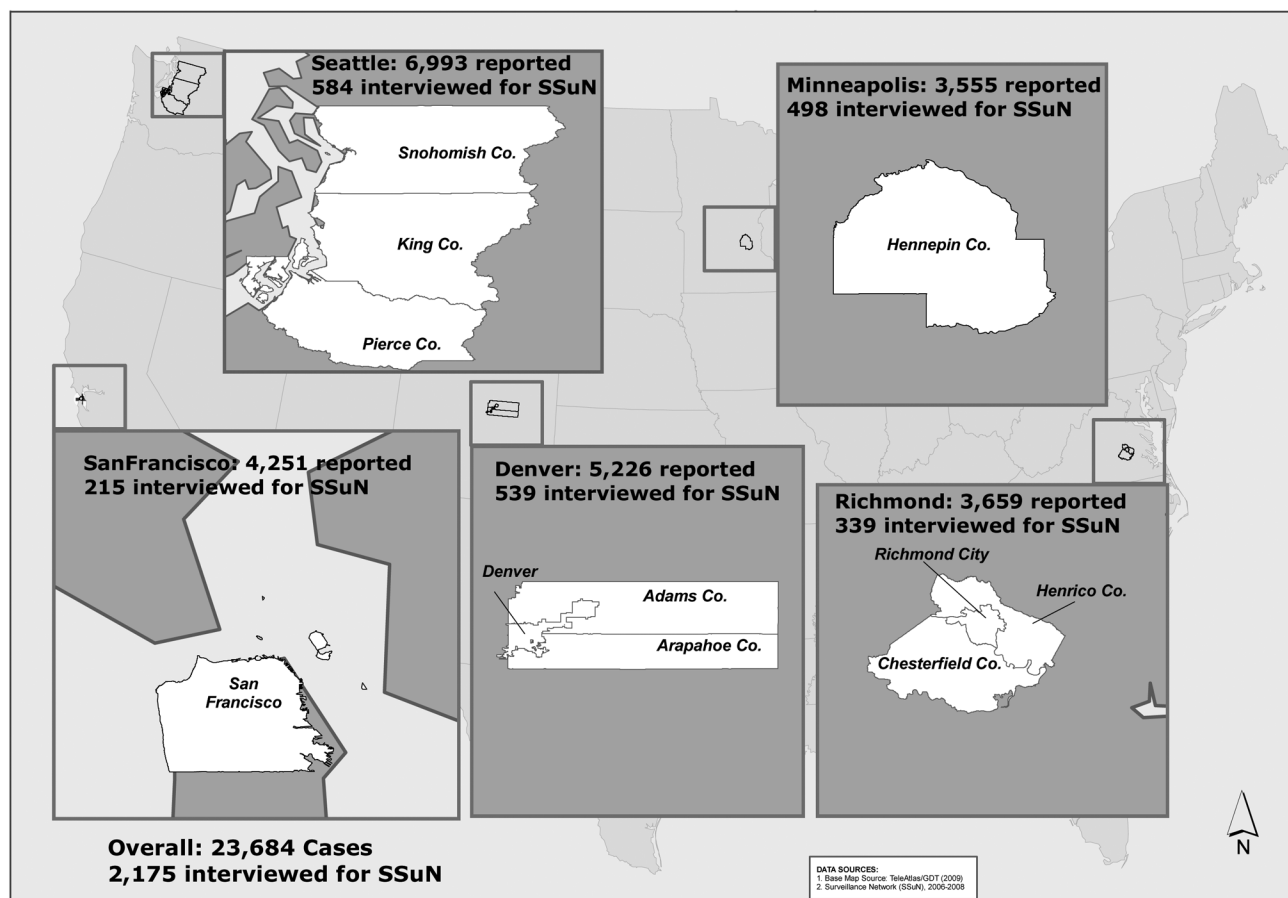 Seattle: 6,993 reported
584 interviewed for SSuN
Snohomish Co.
King Co.
Pierce Co.
Minneapolis: 3,555 reported
498 interviewed for SSuN
Hennepin Co.
SanFrancisco: 4,251 reported
215 interviewed for SSuN
San
Francisco
Denver: 5,226 reported
539 interviewed for SSuN
Denver
Adams Co.
Arapahoe Co.
Richmond: 3,659 reported
339 interviewed for SSuN
Richmond City
Henrico Co.
Chesterfield Co.
Overall: 23,684 Cases
2,175 interviewed for SSuN
DATA SOURCES:
1. Base Map Source: TeleAtlas/GDT (2009)
2. Surveillance Network (SSuN), 2006-2008
N